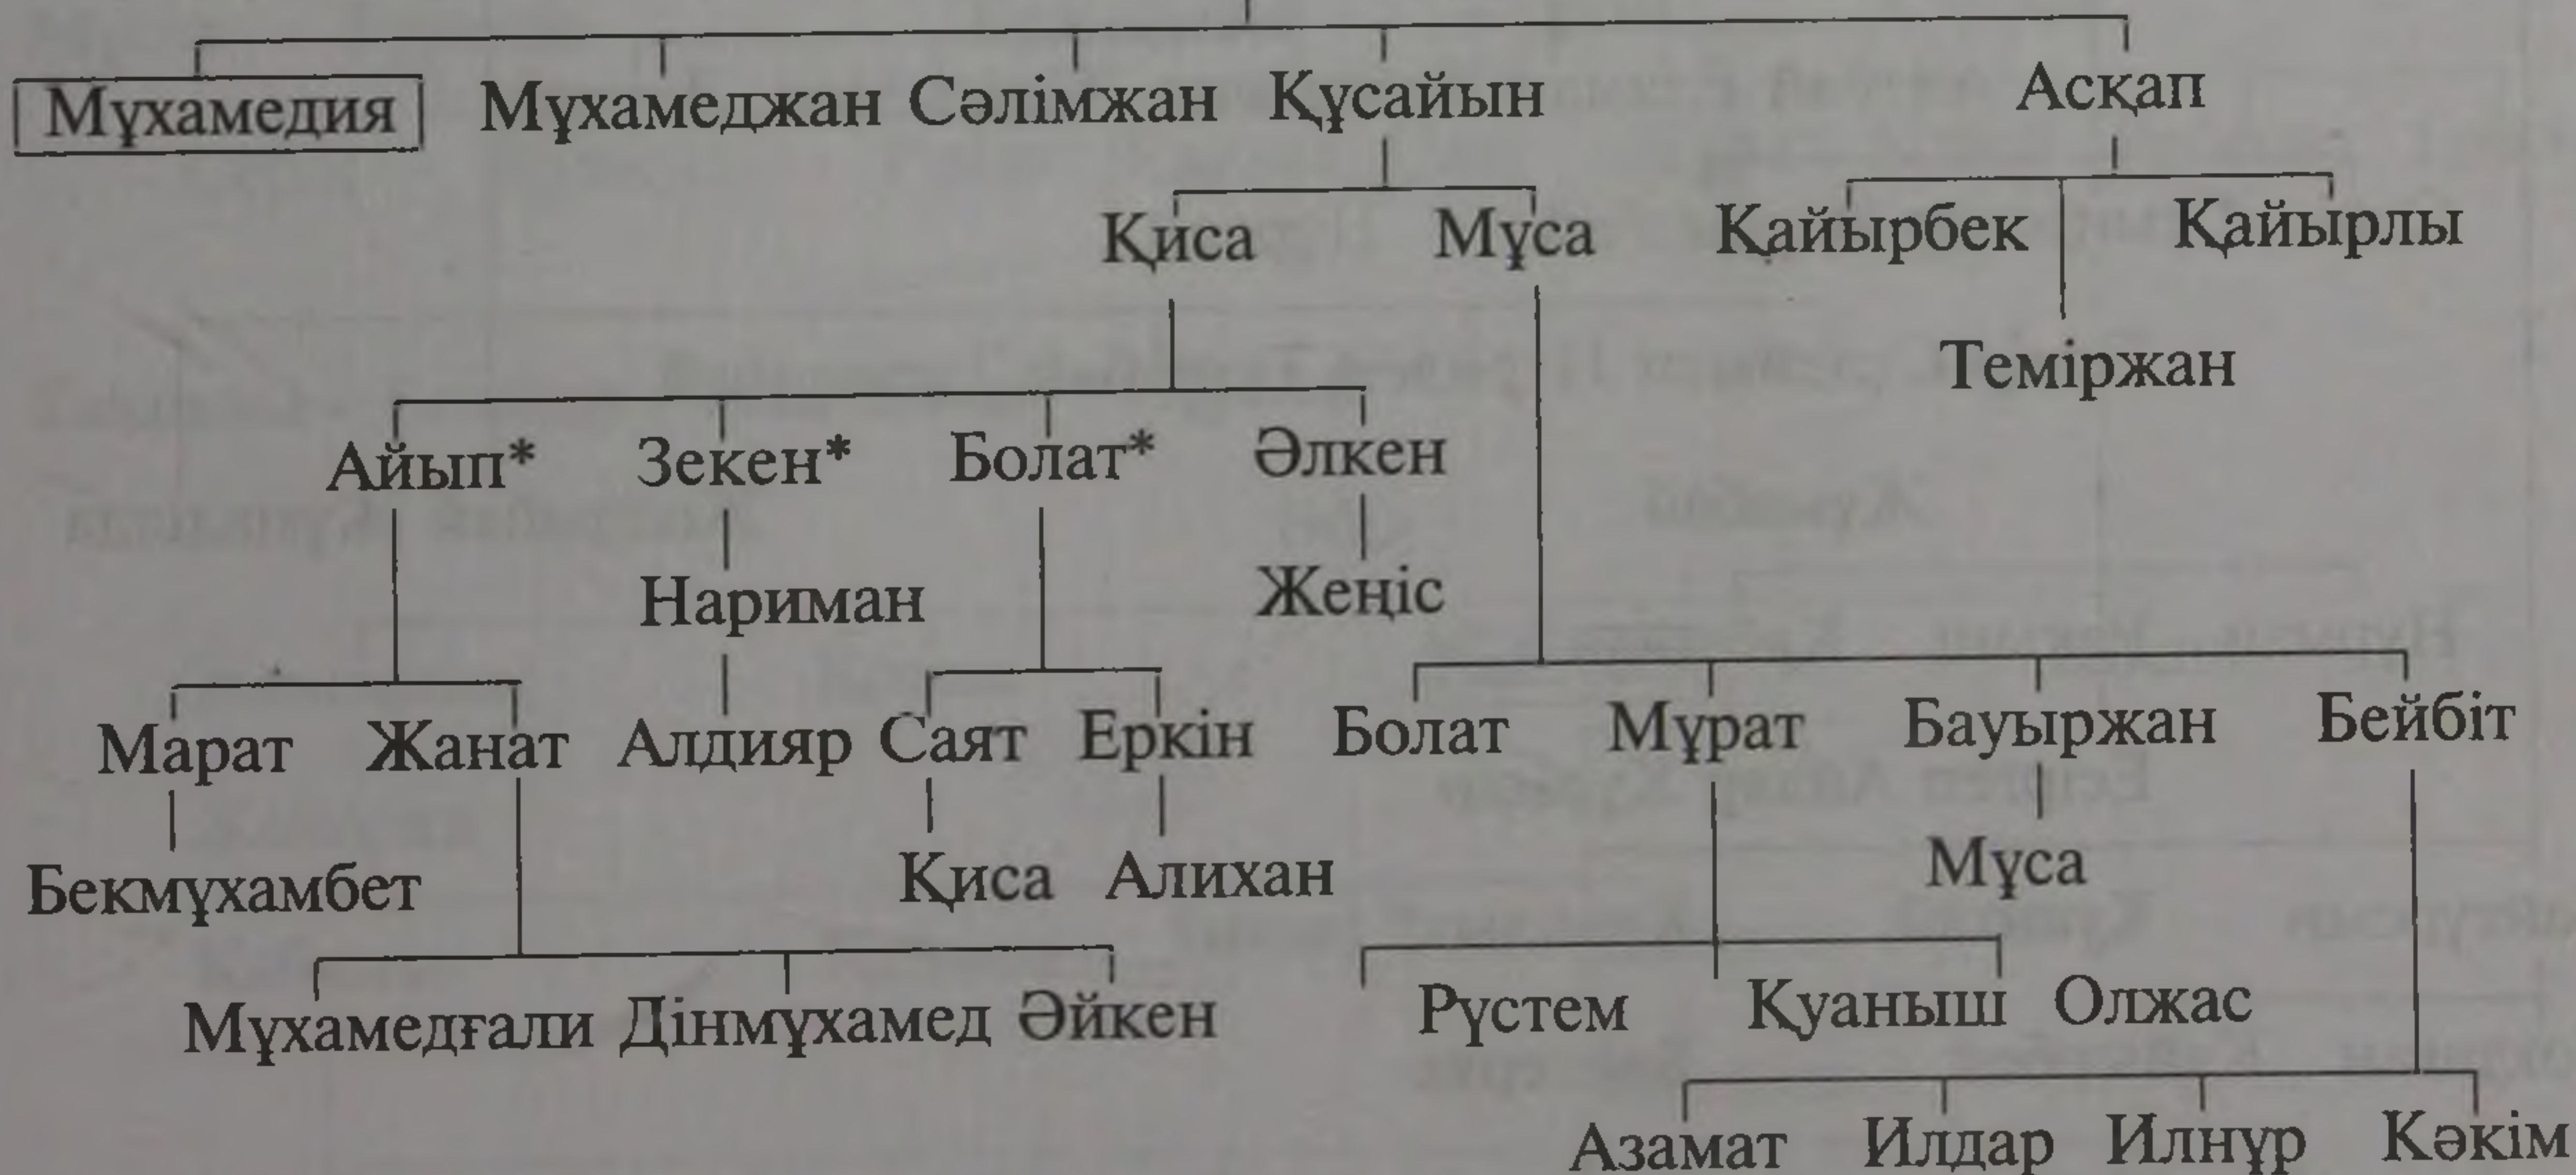 Мұхамедия Мұхамеджан Сәлімжан Құсайын Асқап
Қиса Мұса Қайырбек Қайырлы
Теміржан
Айып* Зекен* Болат* Әлкен
Нариман Жеңіс
Марат Жанат Алдияр Саят Еркін Болат Мұрат Бауыржан Бейбіт
Бекмұхамбет Қиса Алихан Мұса
Мұхамедғали Дінмұхамед Әйкен Рүстем Қуаныш Олжас
Азамат Илдар Илнұр Кәкім